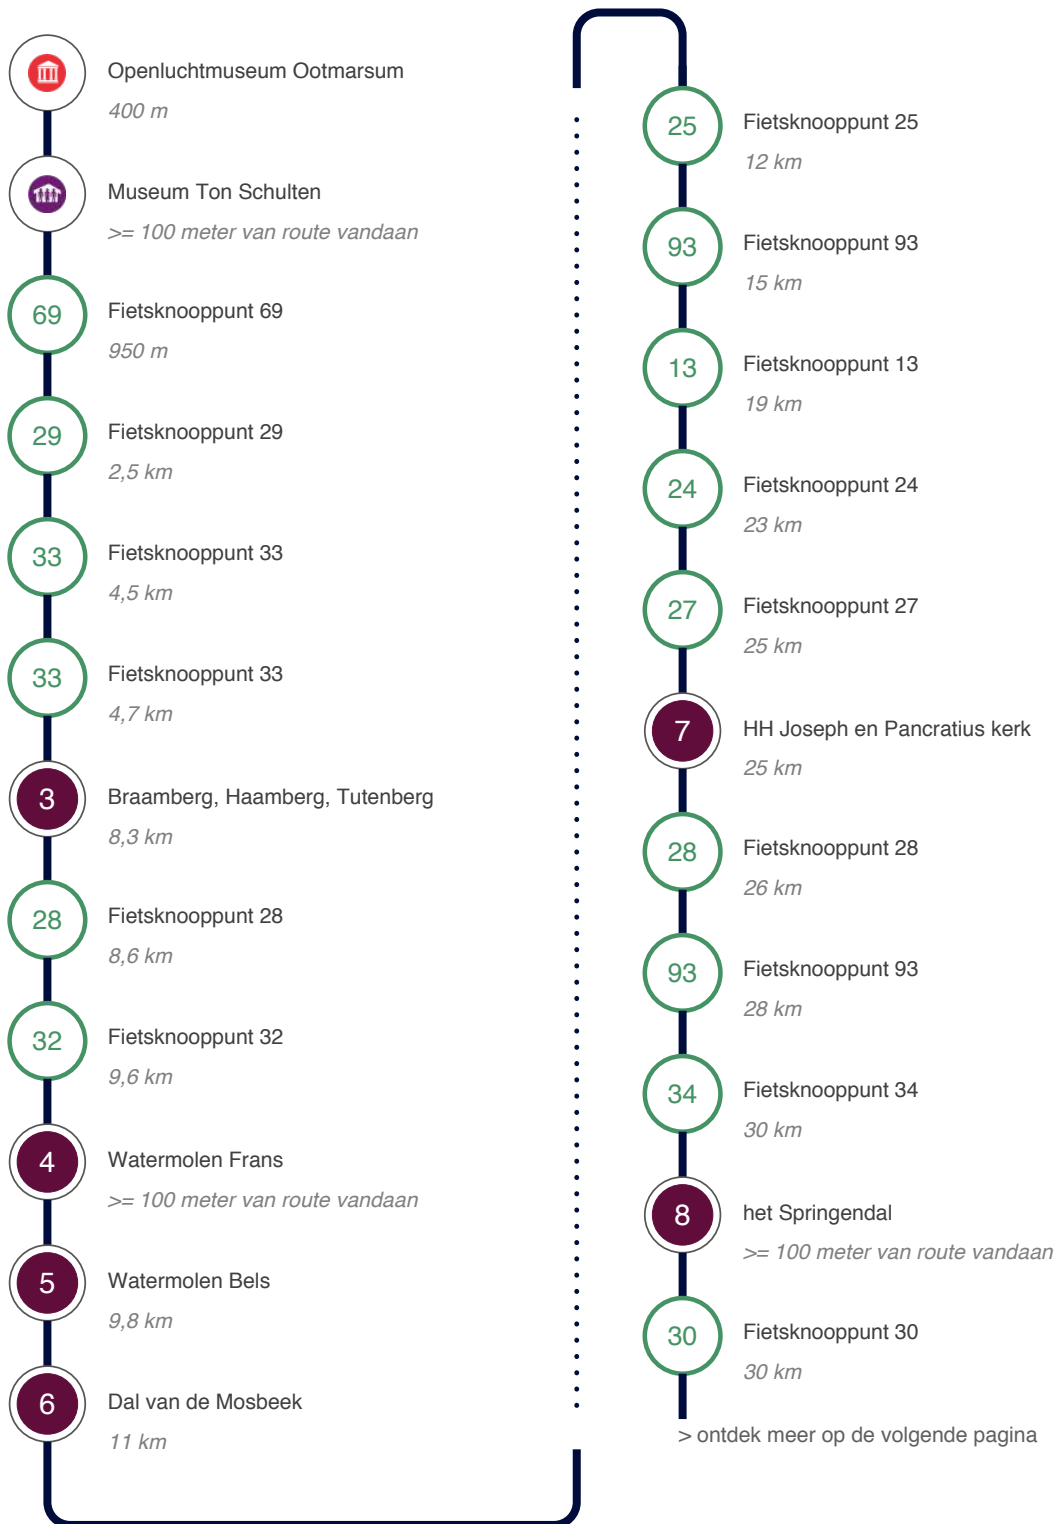 Openluchtmuseum Ootmarsum
400 m
Museum Ton Schulten
>= 100 meter van route vandaan
69
Fietsknooppunt 69
950 m
29
Fietsknooppunt 29
2,5 km
33
Fietsknooppunt 33
4,5 km
33
Fietsknooppunt 33
4,7 km
3
Braamberg, Haamberg, Tutenberg
8,3 km
28
Fietsknooppunt 28
8,6 km
32
Fietsknooppunt 32
9,6 km
4
Watermolen Frans
>= 100 meter van route vandaan
5
Watermolen Bels
9,8 km
6
Dal van de Mosbeek
11 km
25
Fietsknooppunt 25
12 km
93
Fietsknooppunt 93
15 km
13
Fietsknooppunt 13
19 km
24
Fietsknooppunt 24
23 km
27
Fietsknooppunt 27
25 km
7
HH Joseph en Pancratius kerk
25 km
28
Fietsknooppunt 28
26 km
93
Fietsknooppunt 93
28 km
34
Fietsknooppunt 34
30 km
8
het Springendal
>= 100 meter van route vandaan
30
Fietsknooppunt 30
30 km
> ontdek meer op de volgende pagina